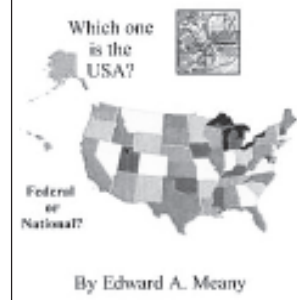 Which one
is the
USA?
Federal
or
National?
By Edward A. Meany